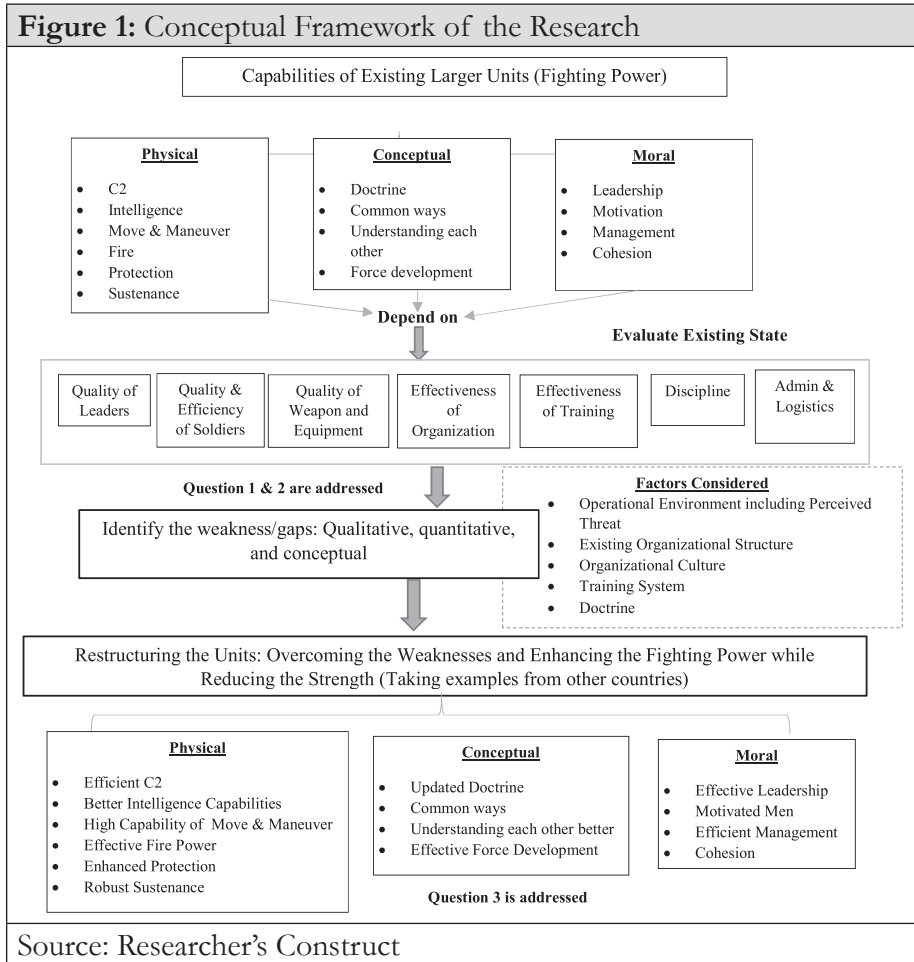 Figure 1: Conceptual Framework of the Research
Capabilities of Existing Larger Units (Fighting Power)
Physical
• C2
• Intelligence
• Move & Maneuver
• Fire
• Protection
• Sustenance
Conceptual
• Doctrine
• Common ways
• Understanding each
other
• Force development
Moral
• Leadership
• Motivation
• Management
• Cohesion
Depend on
Evaluate Existing State
Quality of
Leaders
Quality &
Efficiency
of Soldiers
Quality of
Weapon and
Equipment
Effectiveness
of
Organization
Effectiveness
of Training
Discipline
Admin &
Logistics
Question 1 & 2 are addressed
Identify the weakness/gaps: Qualitative, quantitative,
and conceptual
Factors Considered
• Operational Environment including Perceived
Threat
• Existing Organizational Structure
• Organizational Culture
• Training System
• Doctrine
Restructuring the Units: Overcoming the Weaknesses and Enhancing the Fighting Power while
Reducing the Strength (Taking examples from other countries)
Physical
• Efficient C2
• Better Intelligence Capabilities
• High Capability of Move & Maneuver
• Effective Fire Power
• Enhanced Protection
• Robust Sustenance
Conceptual
• Updated Doctrine
• Common ways
• Understanding each other better
• Effective Force Development
Moral
• Effective Leadership
• Motivated Men
• Efficient Management
• Cohesion
Question 3 is addressed
Source: Researcher's Construct